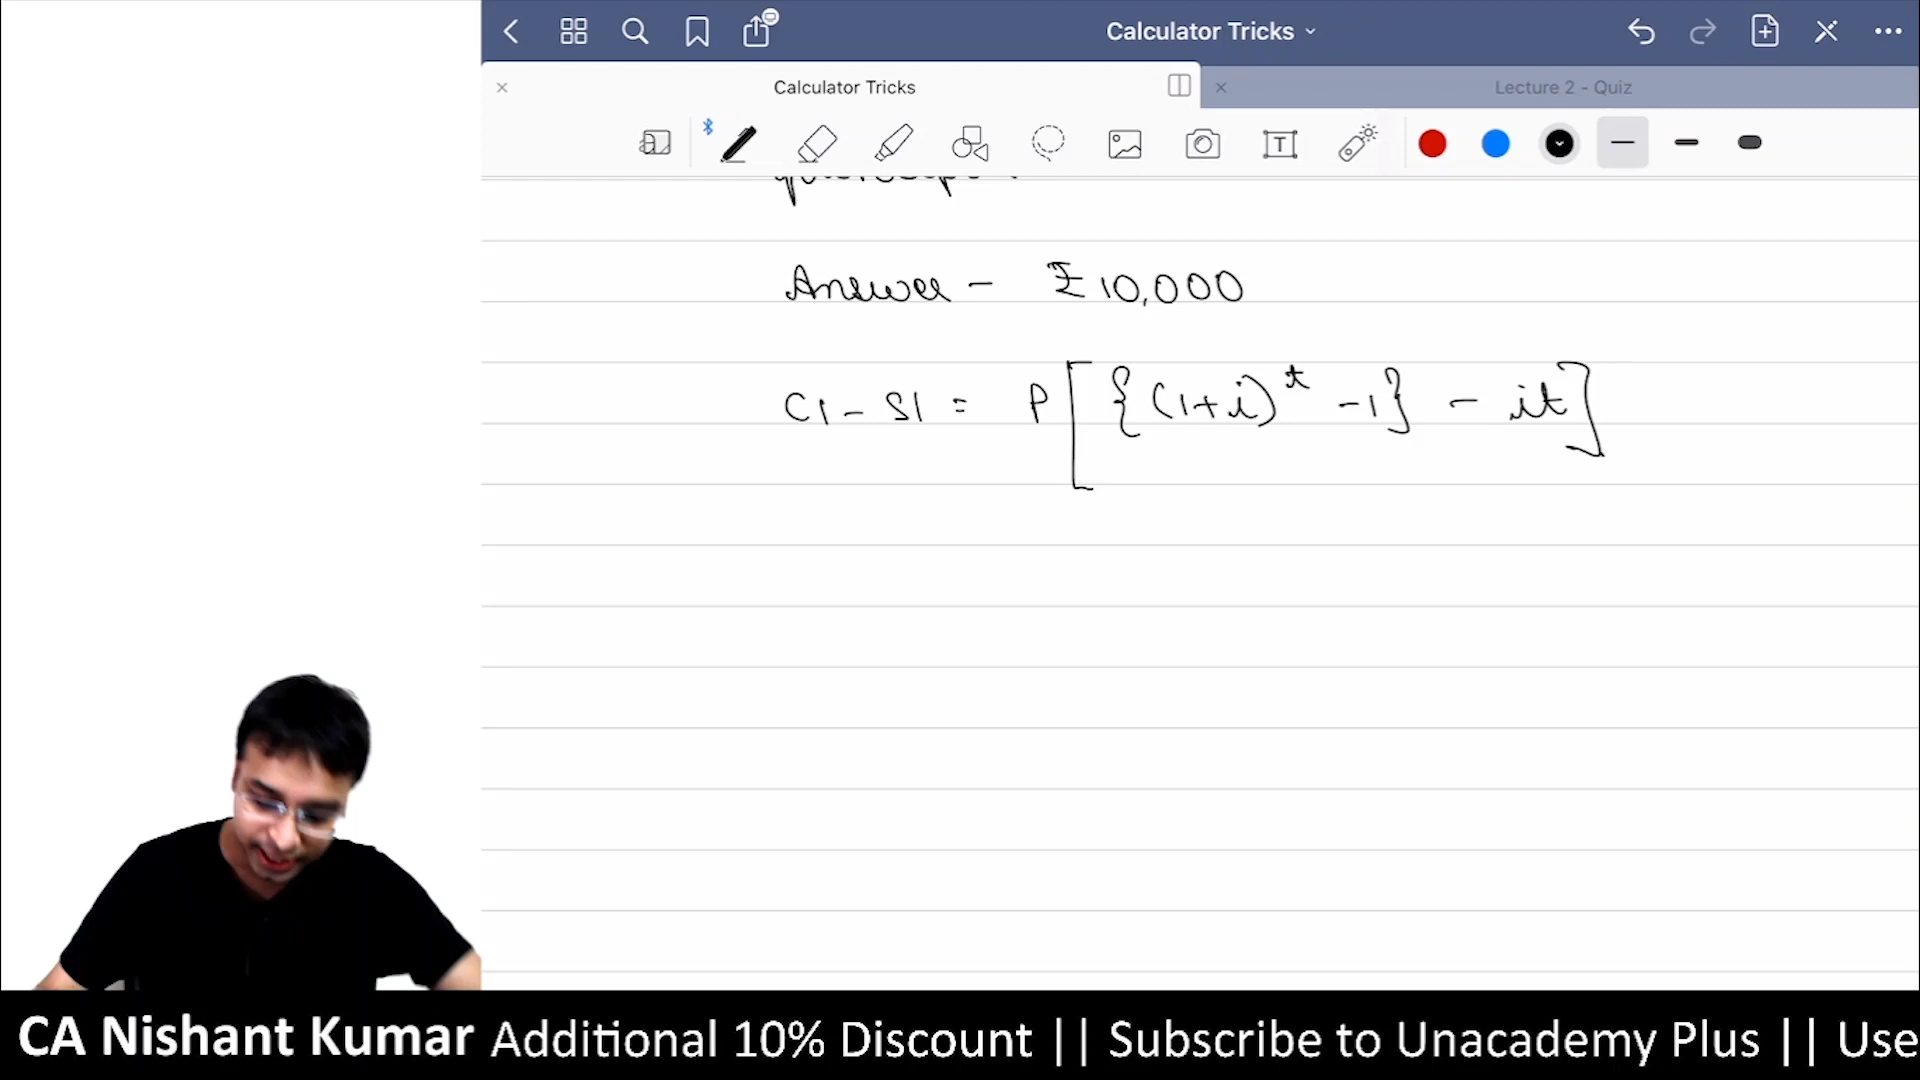 Calculator Tricks
Calculator Tricks
Lecture 2 - Quiz
Answer - ₹10,000
CI - SI = P[{(1+i)^t -1} - it]
CA Nishant Kumar Additional 10% Discount || Subscribe to Unacademy Plus || Use